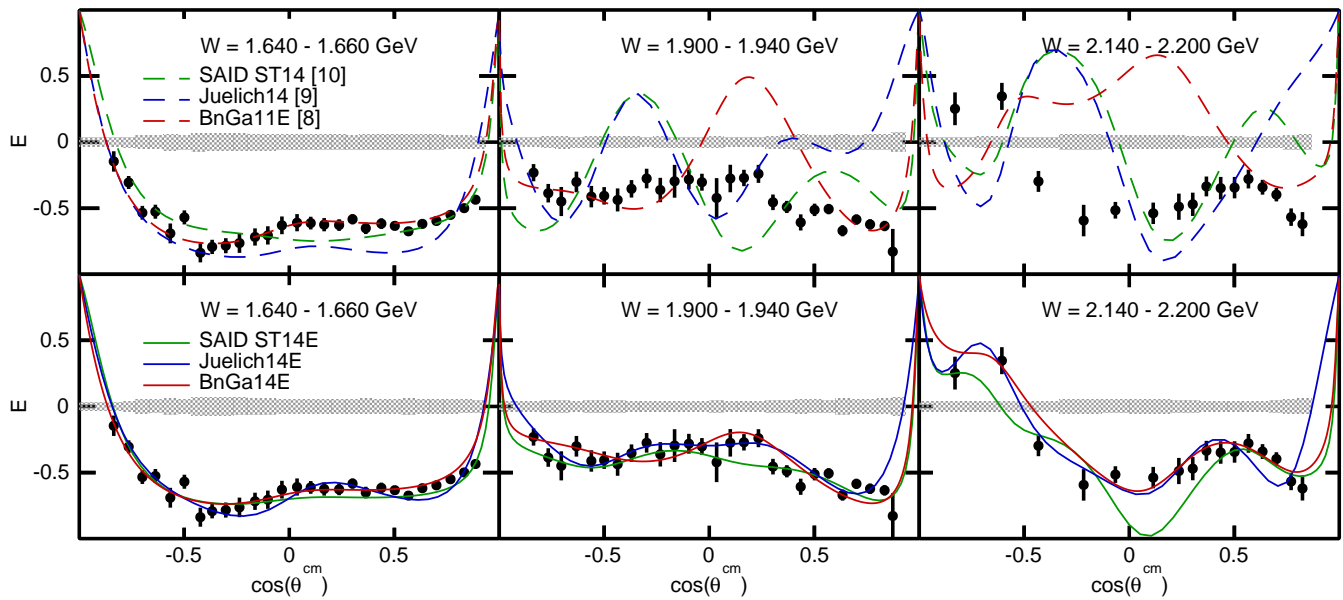 W = 1.640 - 1.660 GeV
W = 1.900 - 1.940 GeV
W = 2.140 - 2.200 GeV
SAID ST14 [10]
Juelich14 [9]
BnGa11E [8]
0.5
0
-0.5
E
W = 1.640 - 1.660 GeV
W = 1.900 - 1.940 GeV
W = 2.140 - 2.200 GeV
SAID ST14E
Juelich14E
BnGa14E
0.5
0
-0.5
E
-0.5 0 0.5 -0.5 0 0.5 -0.5 0 0.5
cos(θ cm) cos(θ cm) cos(θ cm)